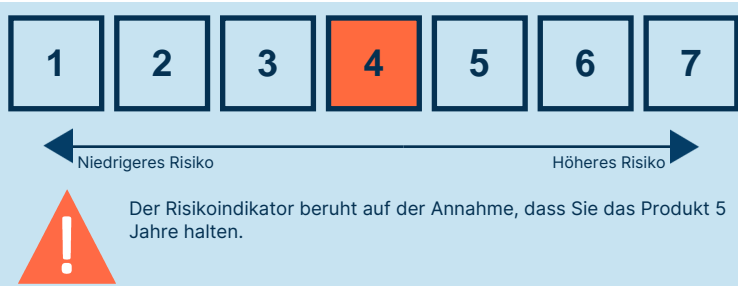 1 2 3 4 5 6 7
Niedrigeres Risiko Höheres Risiko
! Der Risikoindikator beruht auf der Annahme, dass Sie das Produkt 5
Jahre halten.